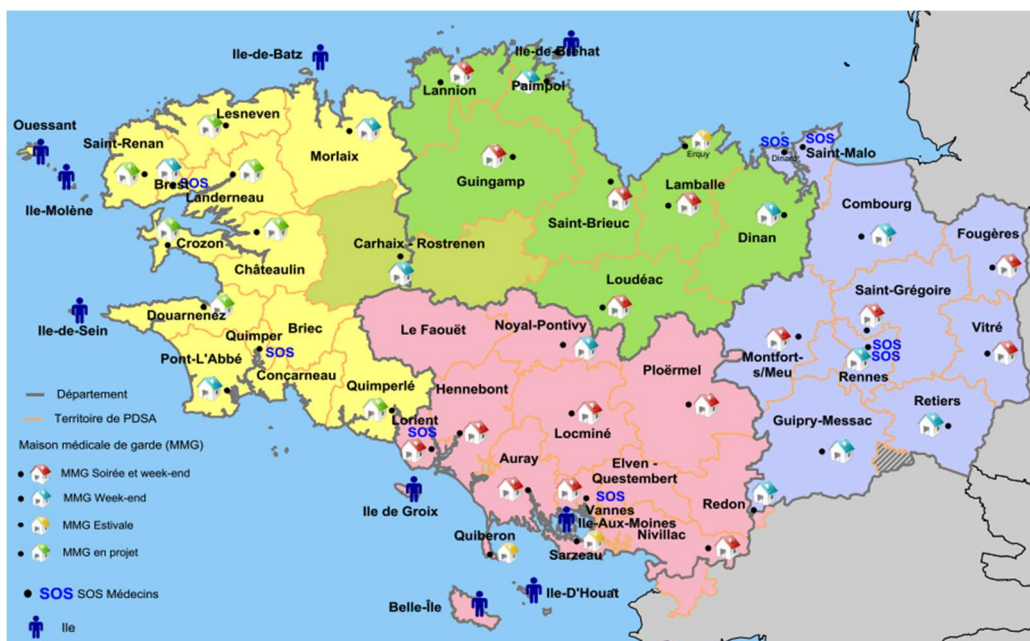 Ile-de-Batz
Ile-de-Bréhat
Lannion
Paimpol
Ouessant
Lesneven
Saint-Renan
Morlaix
Brest
SOS
Landerneau
Ile-Molène
Guingamp
Erquy
SOS
SOS
Dinard
Saint-Malo
Lamballe
Saint-Brieuc
Dinan
Combourg
Fougères
Crozon
Carhaix - Rostrenen
Châteaulin
Loudéac
Saint-Grégoire
Ile-de-Sein
Douarnenez
Quimper
Briec
SOS
Le Faouët
Noyal-Pontivy
Vitré
SOS
SOS
Montfort-
s/Meu
Rennes
Pont-L'Abbé
Conçarneau
Quimperlé
Hennebont
Ploërmel
Lorient
SOS
Locminé
Guipry-Messac
Retiers
Auray
Elven -
Questembert
SOS
Vannes
Ile-Aux-Moines
Nivillac
Redon
Ile de Groix
Quiberon
Sarzeau
Belle-Île
Ile-D'Houat
Département
Territoire de PDSA
Maison médicale de garde (MMG)
MMG Soirée et week-end
MMG Week-end
MMG Estivale
MMG en projet
SOS SOS Médecins
Ile